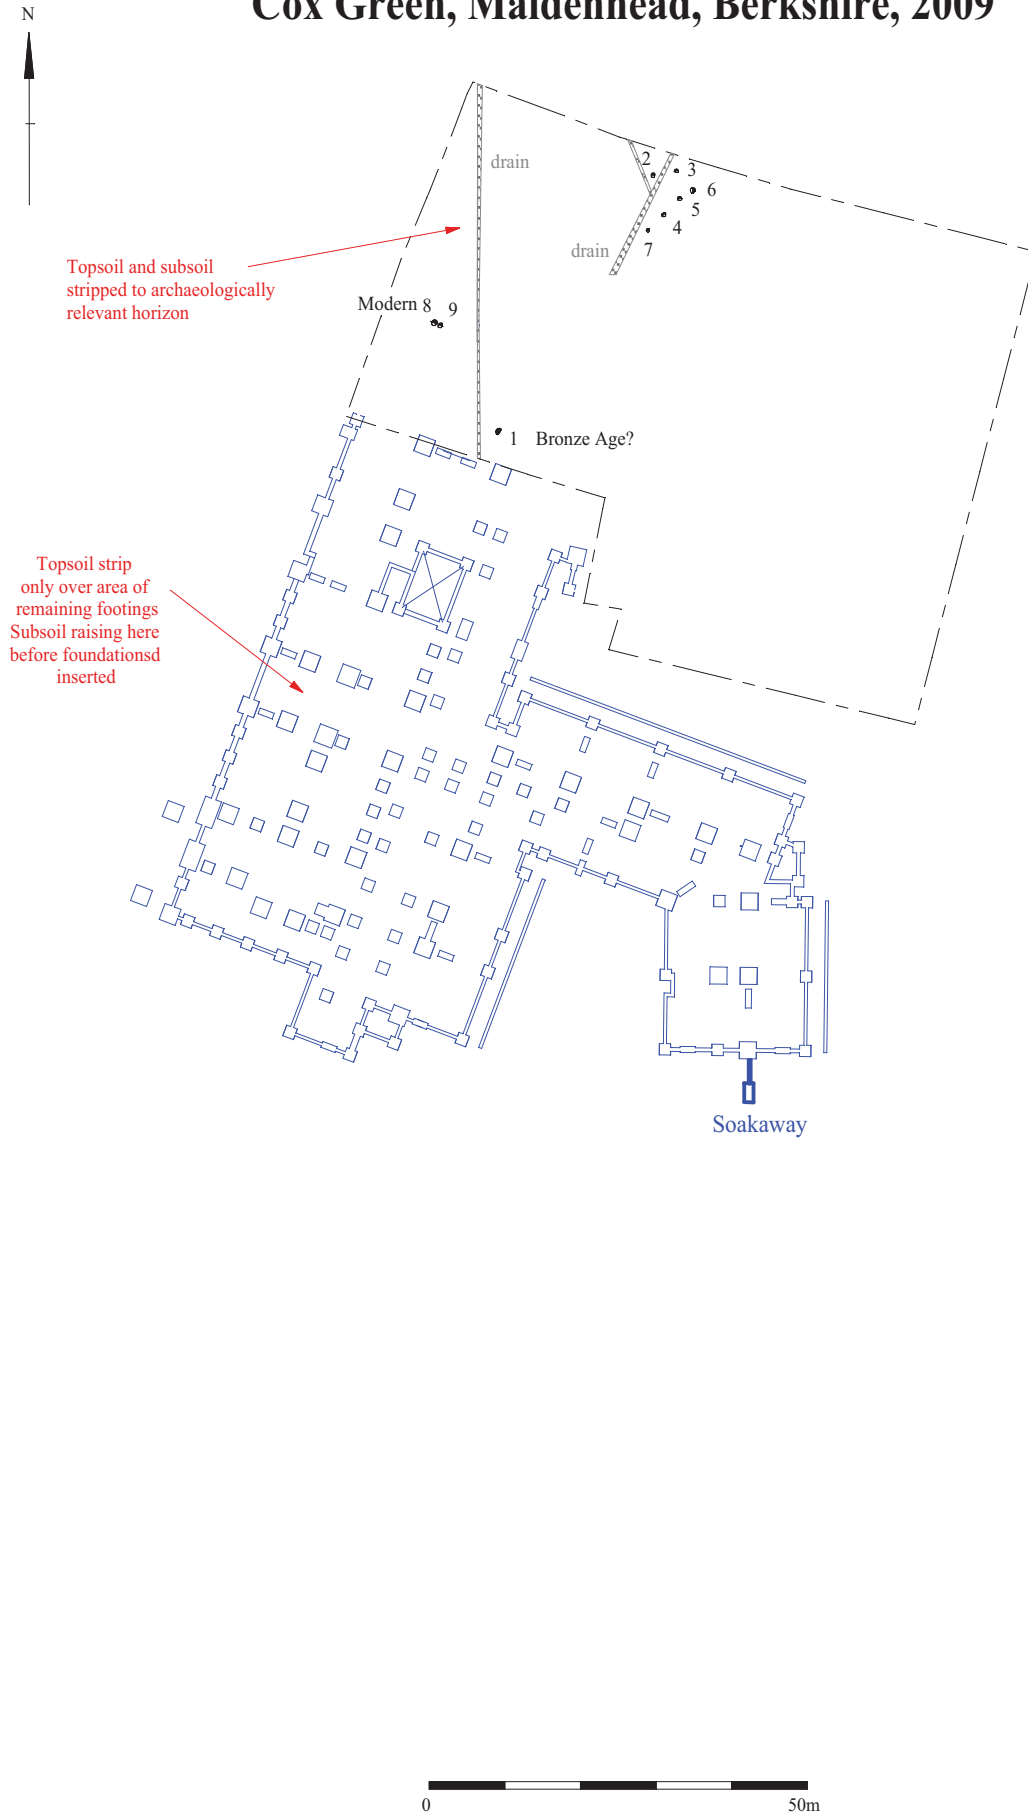 Cox Green, Maidenhead, Berkshire, 2009
N
drain
2
3
6
5
4
7
drain
Topsoil and subsoil
stripped to archaeologically
relevant horizon
Modern 8 9
1 Bronze Age?
Topsoil strip
only over area of
remaining footings
Subsoil raising here
before foundationsd
inserted
Soakaway
0 50m